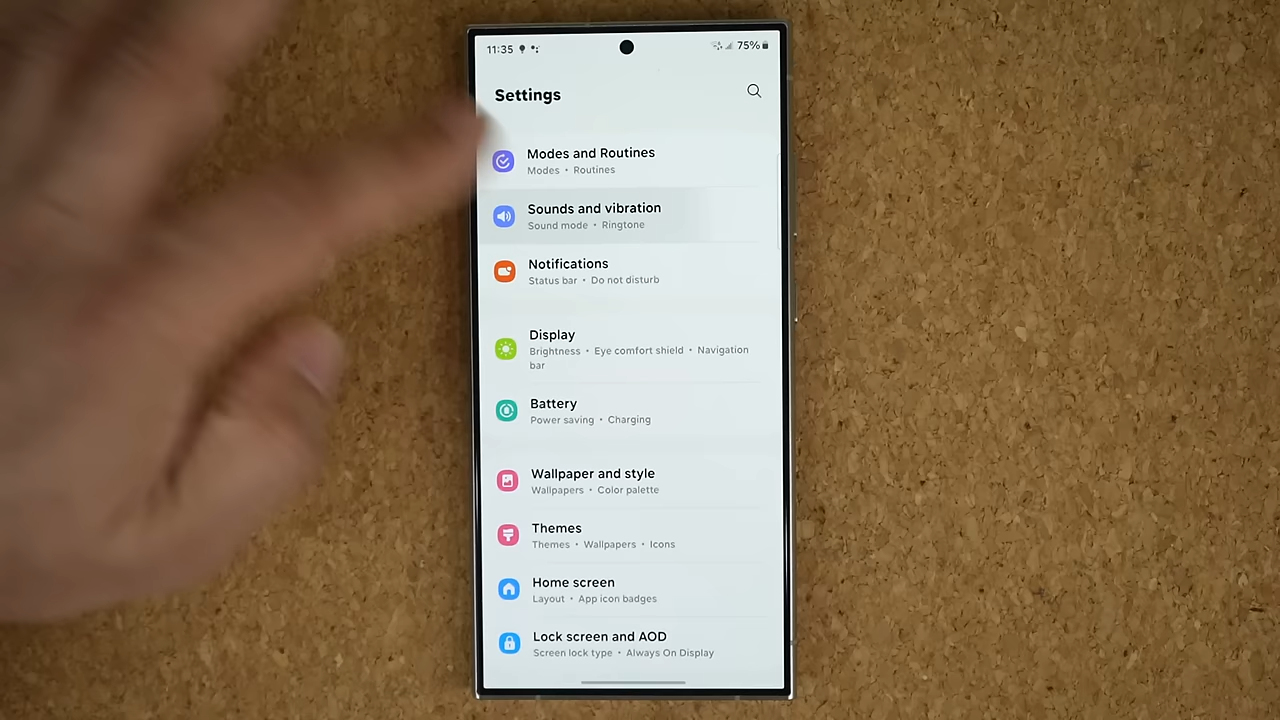 11:35
75%
Settings
Modes and Routines
Modes • Routines
Sounds and vibration
Sound mode • Ringtone
Notifications
Status bar • Do not disturb
Display
Brightness • Eye comfort shield • Navigation
bar
Battery
Power saving • Charging
Wallpaper and style
Wallpapers • Color palette
Themes
Themes • Wallpapers • Icons
Home screen
Layout • App icon badges
Lock screen and AOD
Screen lock type • Always On Display